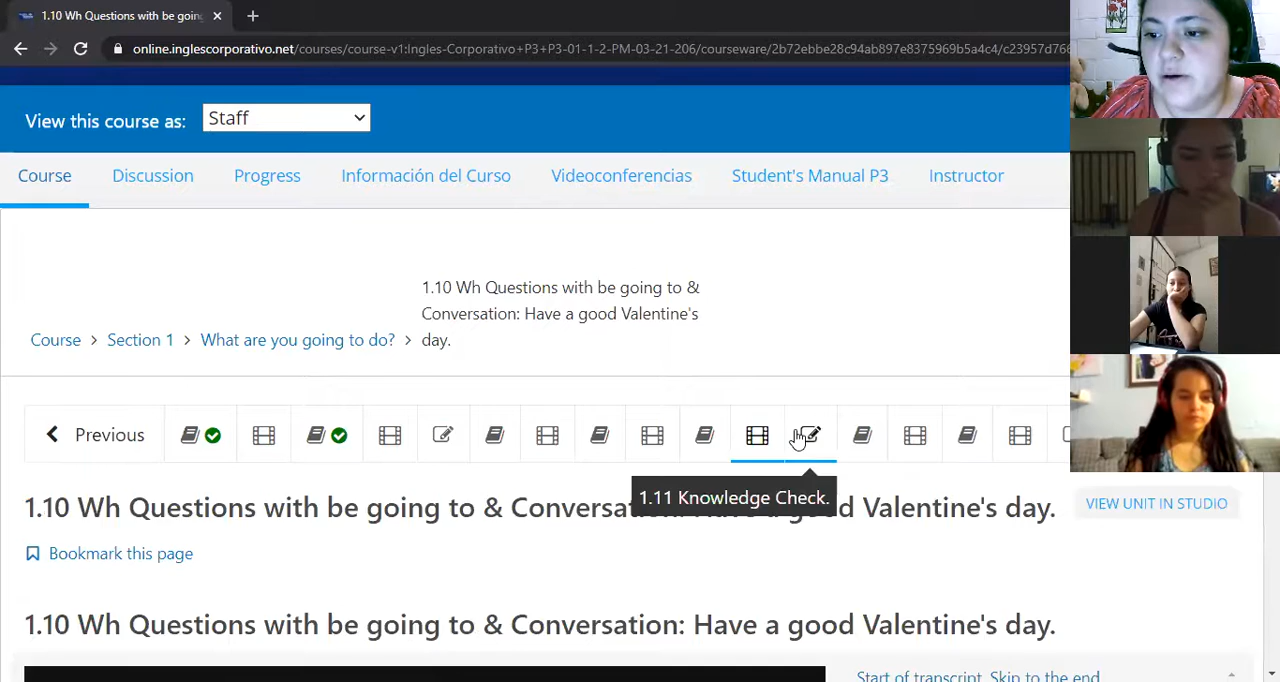 1.10 Wh Questions with be going
online.inglescorporativo.net/courses/course-v1:Ingles-Corporativo+P3+P3-01-1-2-PM-03-21-206/courseware/2b72ebbe28c94ab897e8375969b5a4c4/c23957d766
View this course as: Staff
Course Discussion Progress Información del Curso Videoconferencias Student's Manual P3 Instructor
1.10 Wh Questions with be going to &
Conversation: Have a good Valentine's
Course > Section 1 > What are you going to do? > day.
Previous
1.11 Knowledge Check.
1.10 Wh Questions with be going to & Conversation: Have a good Valentine's day.
VIEW UNIT IN STUDIO
Bookmark this page
1.10 Wh Questions with be going to & Conversation: Have a good Valentine's day.
Start of transcript. Skip to the end.